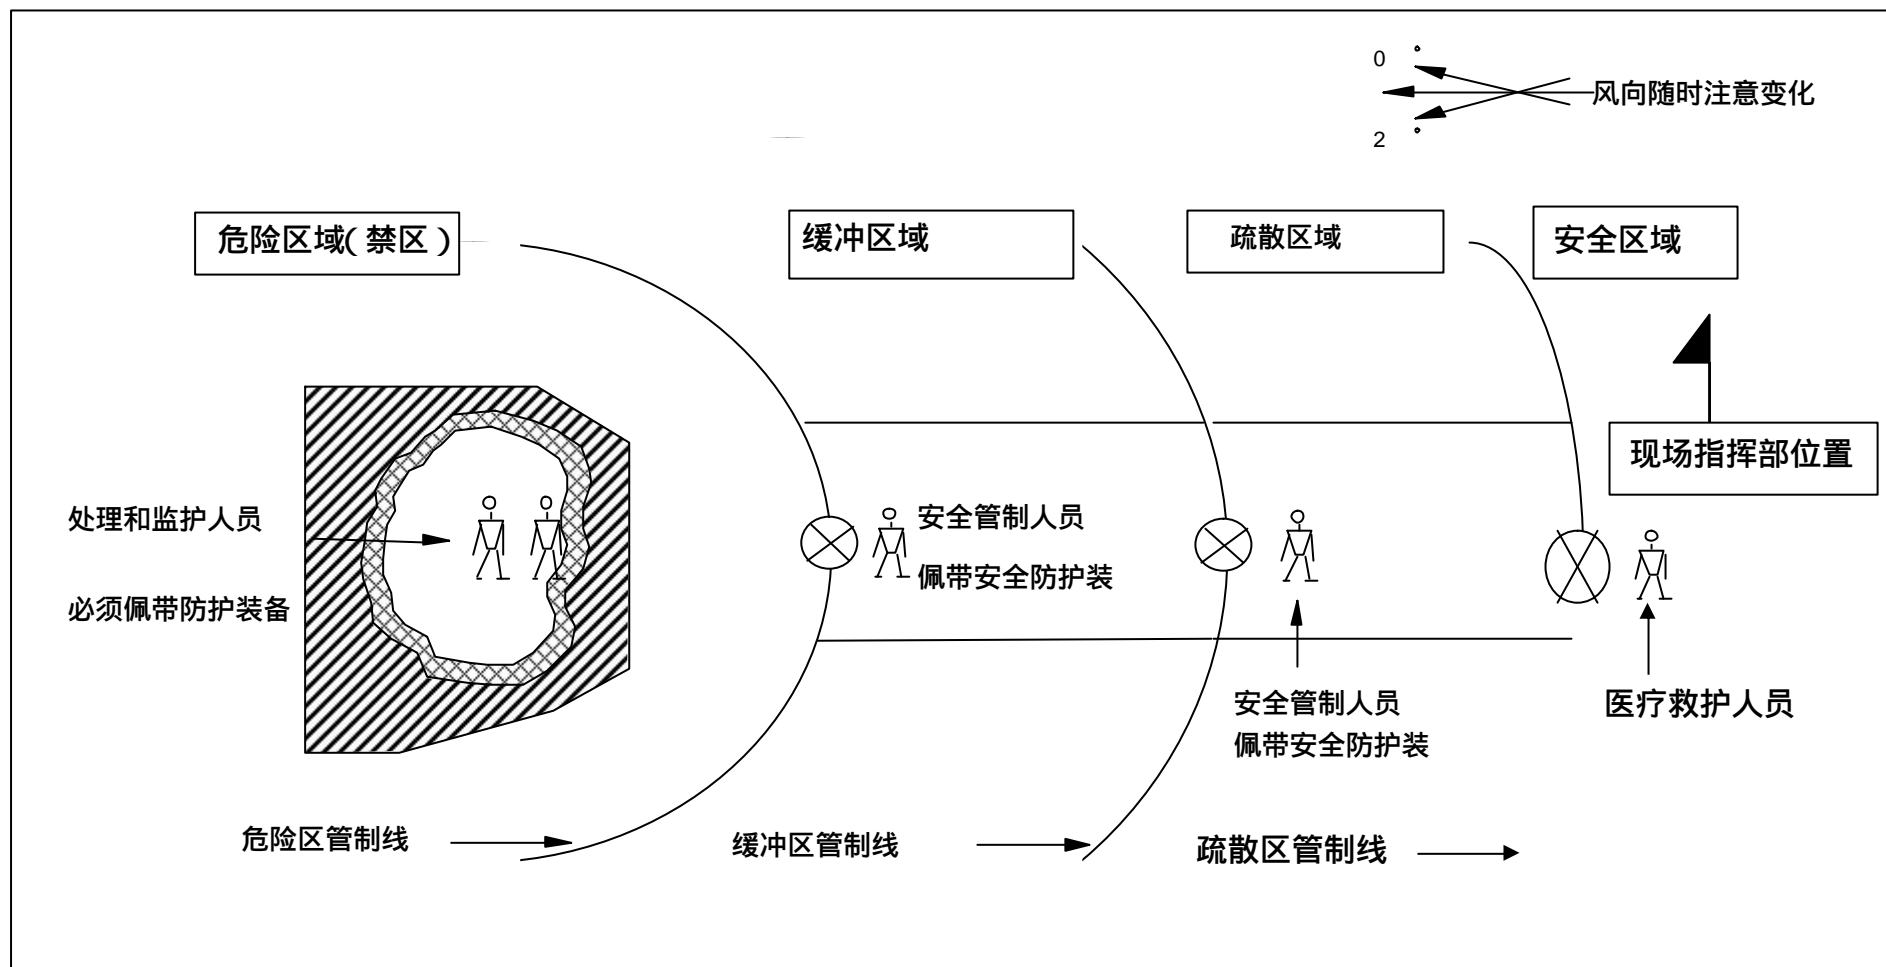 0 °
风向随时注意变化
2 °
危险区域(禁区)
缓冲区域
疏散区域
安全区域
现场指挥部位置
处理和监护人员
必须佩带防护装备
安全管制人员
佩带安全防护装
安全管制人员
佩带安全防护装
医疗救护人员
危险区管制线
缓冲区管制线
疏散区管制线